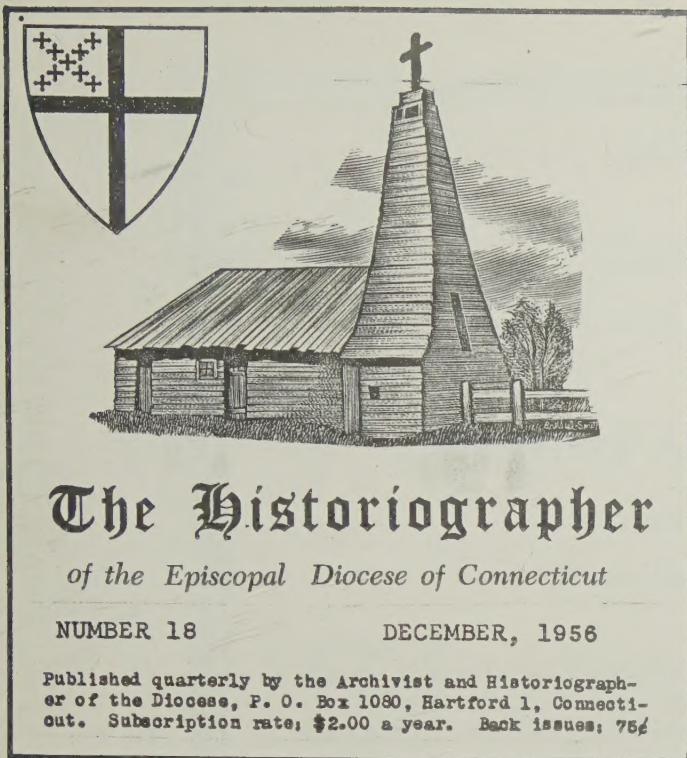 The Historiographer
of the Episcopal Diocese of Connecticut
NUMBER 18 DECEMBER, 1956
Published quarterly by the Archivist and Historiograph-
er of the Diocese, P. O. Box 1080, Hartford 1, Connecti-
cut. Subscription rate; $2.00 a year. Back issues; 75¢